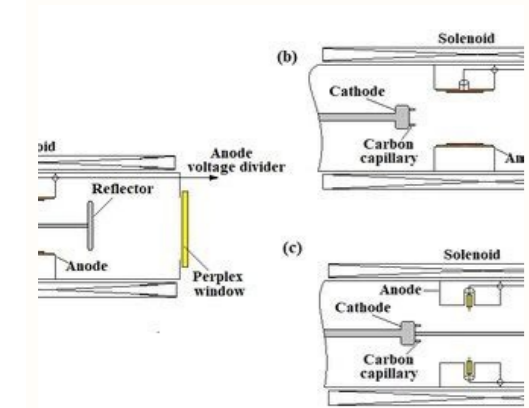 Anode
voltage divider
Reflector
Anode
Perplex
window
(b)
Solenoid
Cathode
Carbon
capillary
(c)
Solenoid
Anode
Cathode
Carbon
capillary